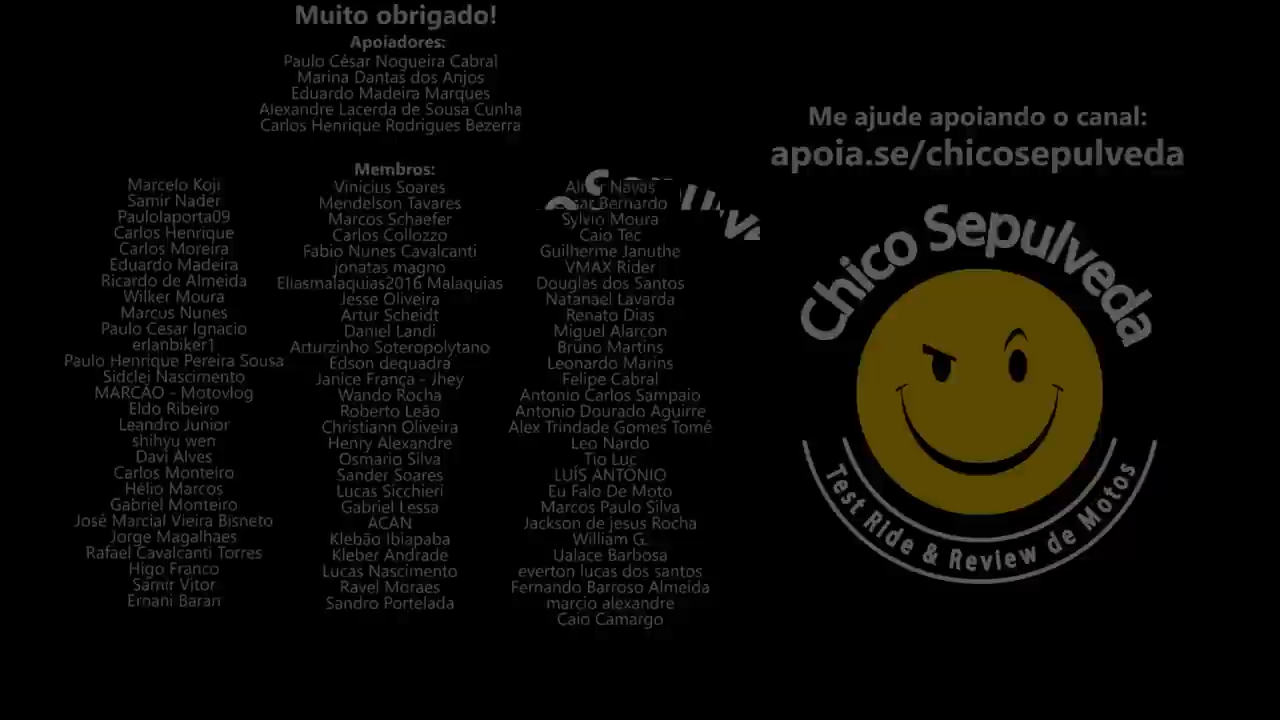 Muito obrigado!
Apoiadores:
Paulo César Nogueira Cabral
Marina Dantas dos Anjos
Eduardo Madeira Marques
Alexandre Lacerda de Sousa Cunha
Carlos Henrique Rodrigues Bezerra
Membros:
Marcelo Koji
Samir Nader
Paulolaporta09
Carlos Henrique
Carlos Moreira
Eduardo Madeira
Ricardo de Almeida
Wilker Moura
Marcus Nunes
Paulo Cesar Ignacio
erlanbiker1
Paulo Henrique Pereira Sousa
Sidclei Nascimento
MARCÃO - Motovlog
Eldo Ribeiro
Leandro Junior
shihyu wen
Davi Alves
Carlos Monteiro
Hélio Marcos
Gabriel Monteiro
José Marcial Vieira Bisneto
Jorge Magalhaes
Rafael Cavalcanti Torres
Higo Franco
Samir Vitor
Ernani Baran
Vinicius Soares
Mendelson Tavares
Marcos Schaefer
Carlos Collozzo
Fabio Nunes Cavalcanti
jonatas magno
Eliasmalaquias2016 Malaquias
Jesse Oliveira
Artur Scheidt
Daniel Landi
Arturzinho Soteropolytano
Edson dequadra
Janice França - Jhey
Wando Rocha
Roberto Leão
Christiann Oliveira
Henry Alexandre
Osmario Silva
Sander Soares
Lucas Sicchieri
Gabriel Lessa
ACAN
Klebão Ibiapaba
Kleber Andrade
Lucas Nascimento
Ravel Moraes
Sandro Portelada
Navas
Bernardo
Sylvio Moura
Caio Tec
Guilherme Januthe
VMAX Rider
Douglas dos Santos
Natanael Lavarda
Renato Dias
Miguel Alarcon
Bruno Martins
Leonardo Marins
Felipe Cabral
Antonio Carlos Sampaio
Antonio Dourado Aguirre
Alex Trindade Gomes Tomé
Leo Nardo
Tio Luc
LUÍS ANTONIO
Eu Falo De Moto
Marcos Paulo Silva
Jackson de jesus Rocha
William G.
Ualace Barbosa
everton lucas dos santos
Fernando Barroso Almeida
marcio alexandre
Caio Camargo
Me ajude apoiando o canal:
apoia.se/chicosepulveda
Chico Sepulveda
Test Ride & Review de Motos